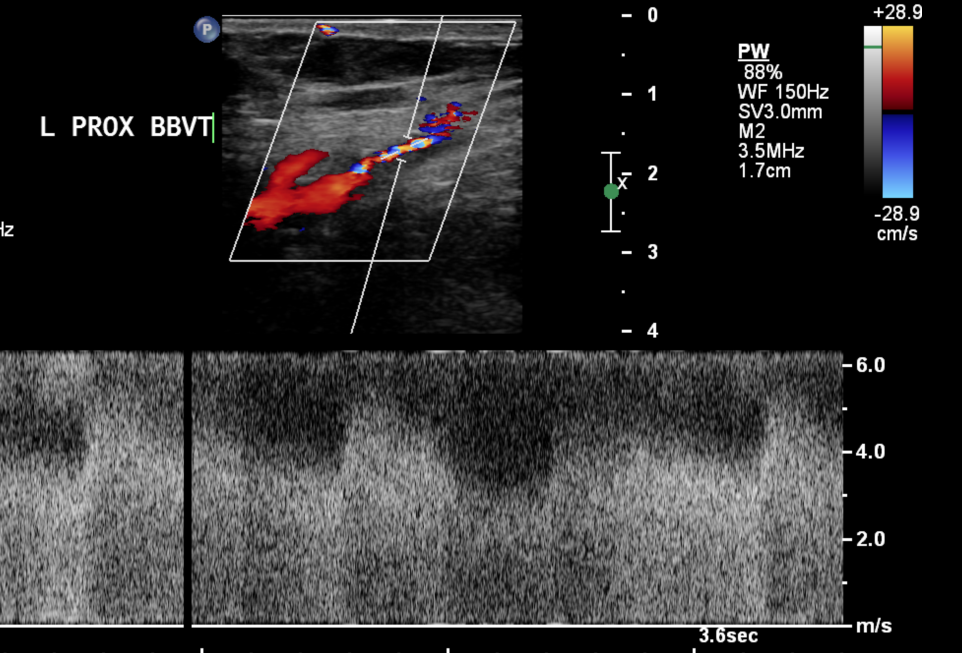 P
0
+28.9
PW
88%
WF 150Hz
SV3.0mm
M2
3.5MHz
1.7cm
1
L PROX BBVT
x
2
-28.9
cm/s
Hz
3
4
6.0
4.0
2.0
m/s
3.6sec